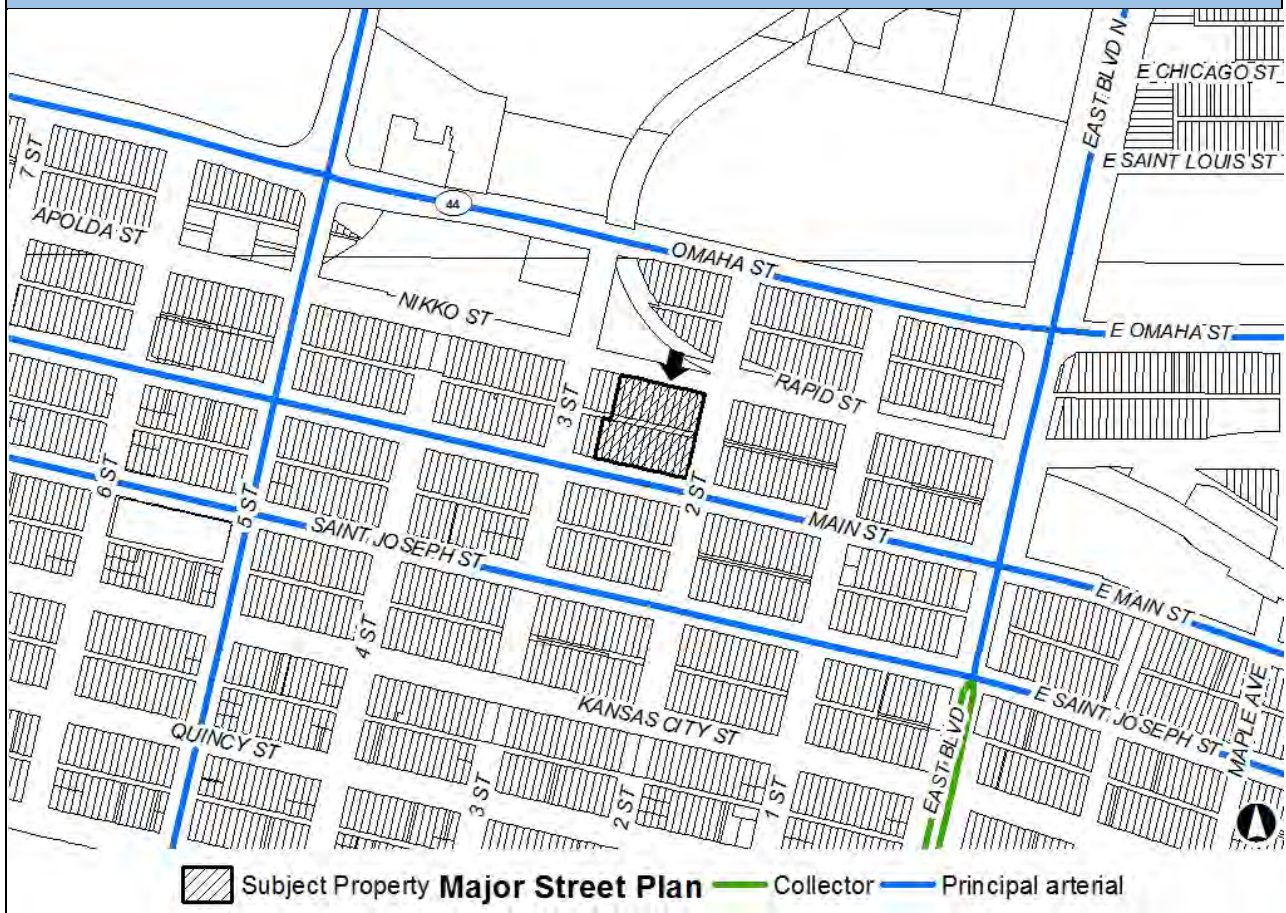 E CHICAGO ST
EAST BLVD N
E SAINT LOUIS ST
7 ST
44
APOLDA ST
OMAHA ST
NIKKO ST
E OMAHA ST
3 ST
RAPID ST
6 ST
5 ST
2 ST
MAIN ST
SAINT JOSEPH ST
E MAIN ST
4 ST
KANSAS CITY ST
E SAINT JOSEPH ST
MAPLE AVE
QUINCY ST
EAST BLVD
3 ST
2 ST
1 ST
Subject Property Major Street Plan Collector Principal arterial